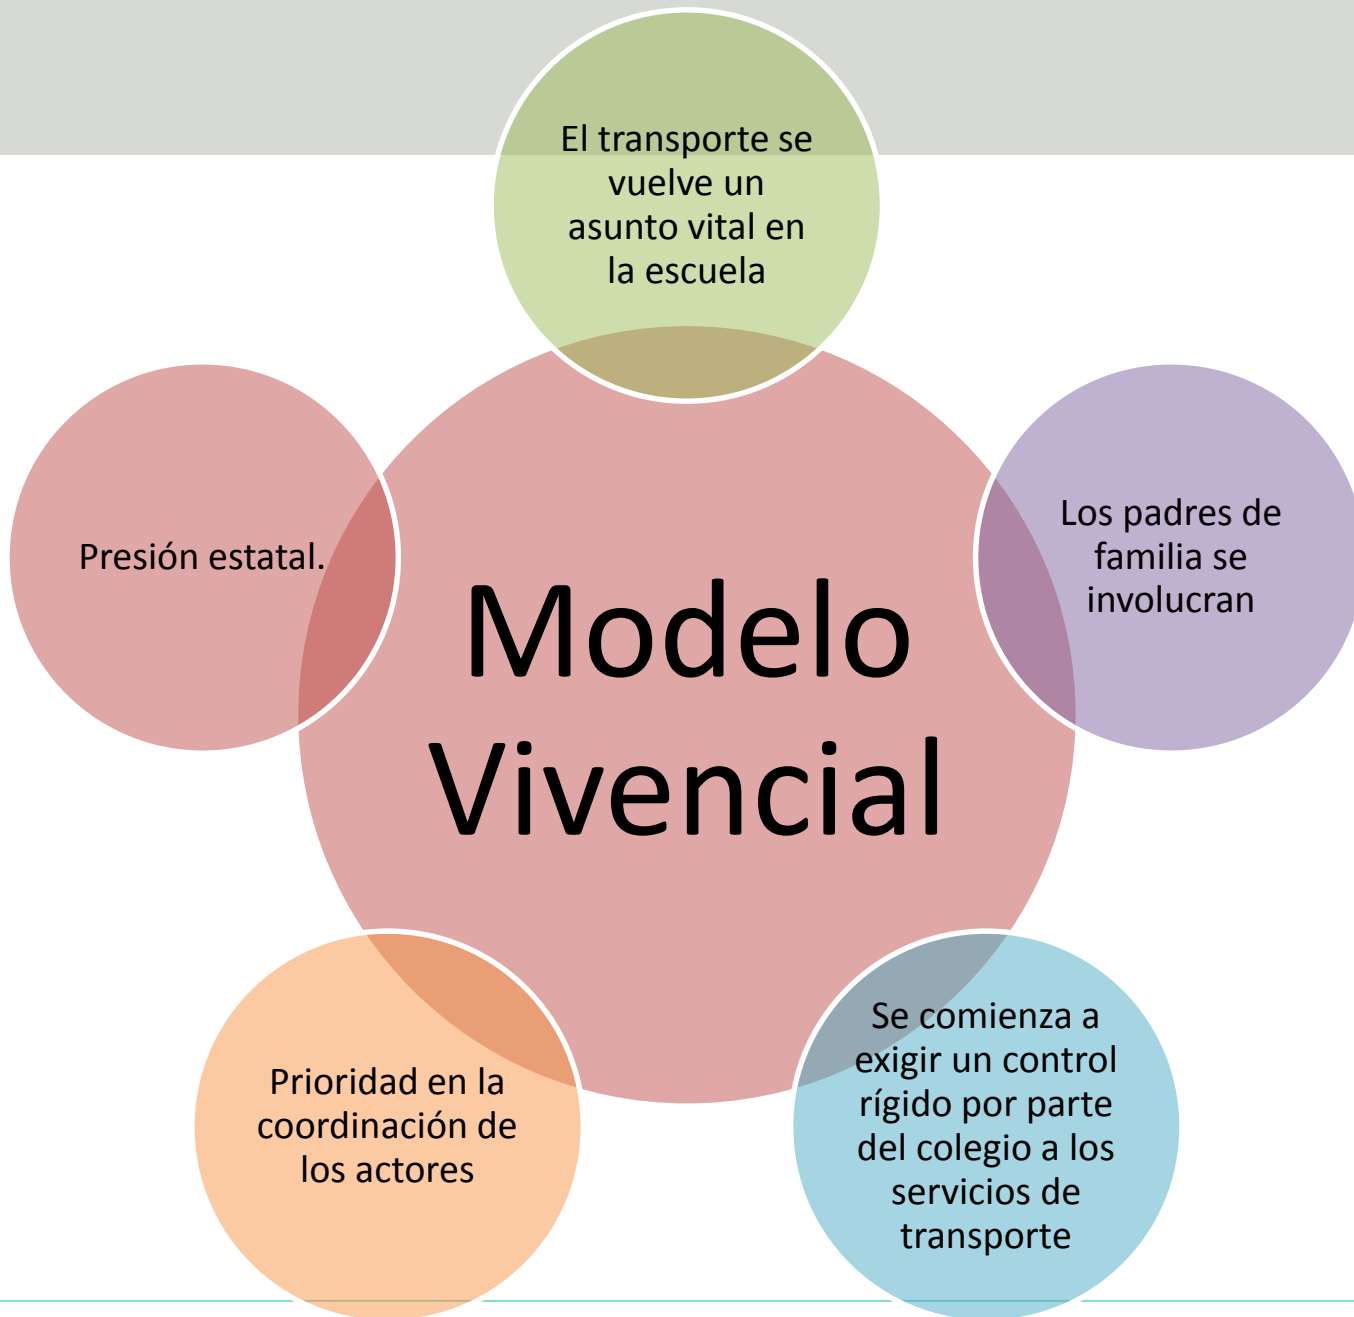 El transporte se
vuelve un
asunto vital en
la escuela
Los padres de
familia se
involucran
Presión estatal.
Modelo
Vivencial
Se comienza a
exigir un control
rígido por parte
del colegio a los
servicios de
transporte
Prioridad en la
coordinación de
los actores